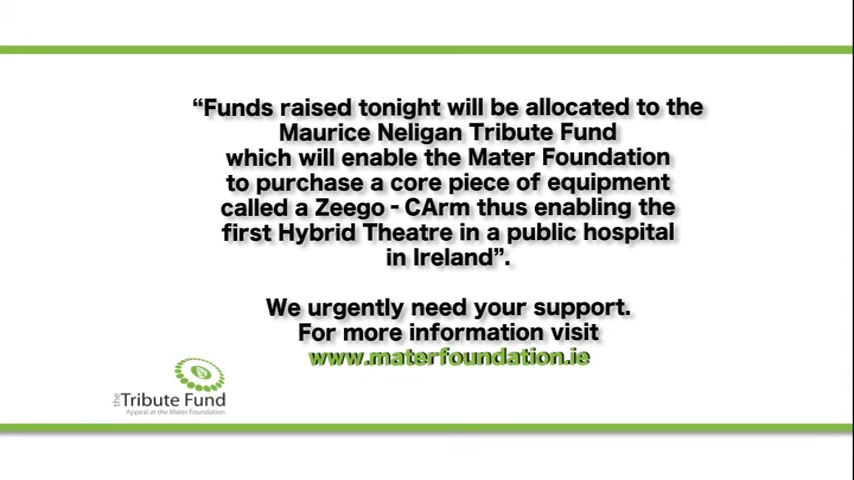 “Funds raised tonight will be allocated to the
Maurice Neligan Tribute Fund
which will enable the Mater Foundation
to purchase a core piece of equipment
called a Zeego - CArm thus enabling the
first Hybrid Theatre in a public hospital
in Ireland”.
We urgently need your support.
For more information visit
www.materfoundation.ie
the Tribute Fund
Appeal at the Mater Foundation